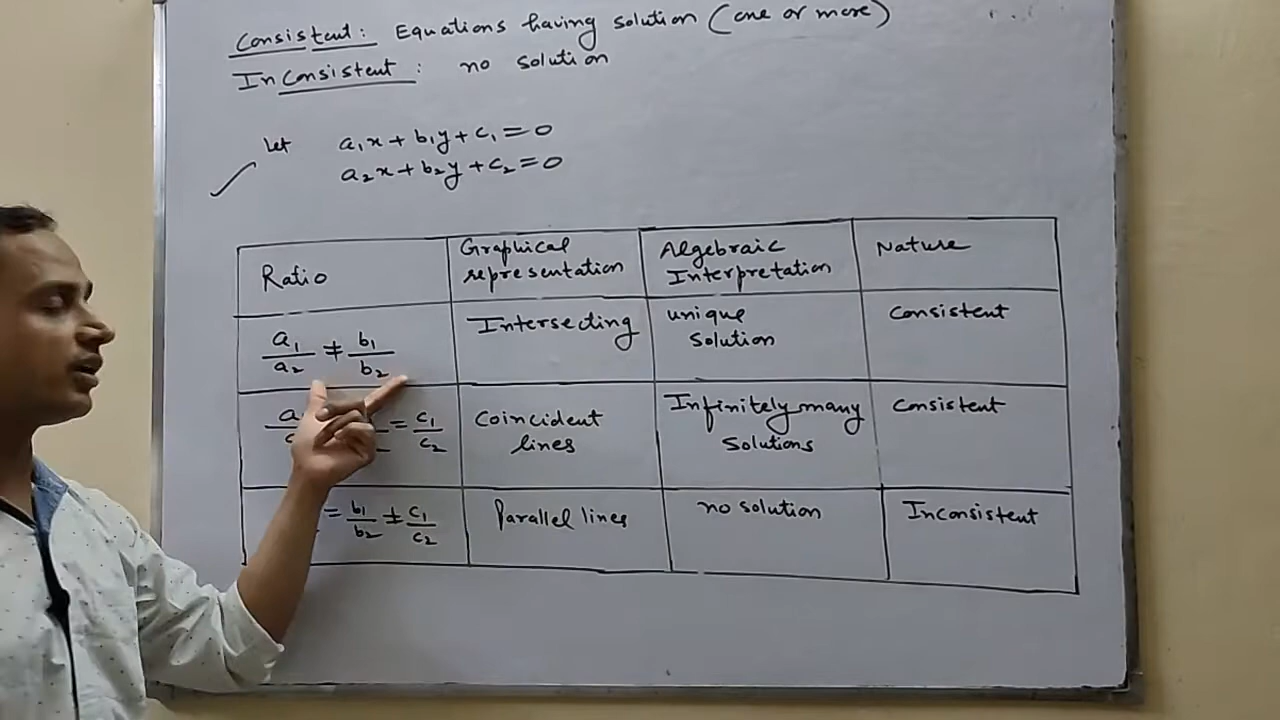 Consistent: Equations having solution (one or more)
InConsistent: no solution
Let a₁x + b₁y + c₁ = 0
a₂x + b₂y + c₂ = 0
Ratio
Graphical representation
Algebraic Interpretation
Nature
a₁/a₂ ≠ b₁/b₂
Intersecting
unique
Solution
Consistent
= c₁/c₂
Coincident
lines
Infinitely many
Solutions
Consistent
= b₁/b₂ ≠ c₁/c₂
Parallel lines
no solution
Inconsistent